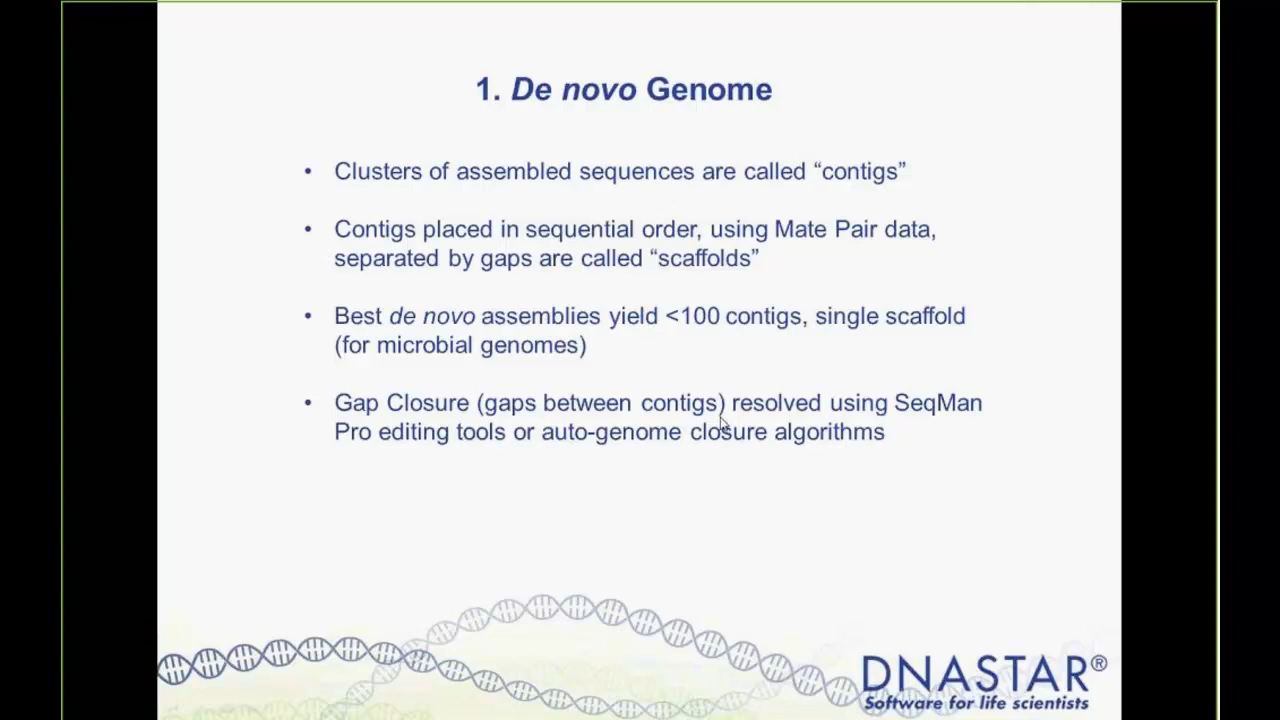 1. De novo Genome
• Clusters of assembled sequences are called “contigs”
• Contigs placed in sequential order, using Mate Pair data,
separated by gaps are called “scaffolds”
• Best de novo assemblies yield <100 contigs, single scaffold
(for microbial genomes)
• Gap Closure (gaps between contigs) resolved using SeqMan
Pro editing tools or auto-genome closure algorithms
DNASTAR®
Software for life scientists